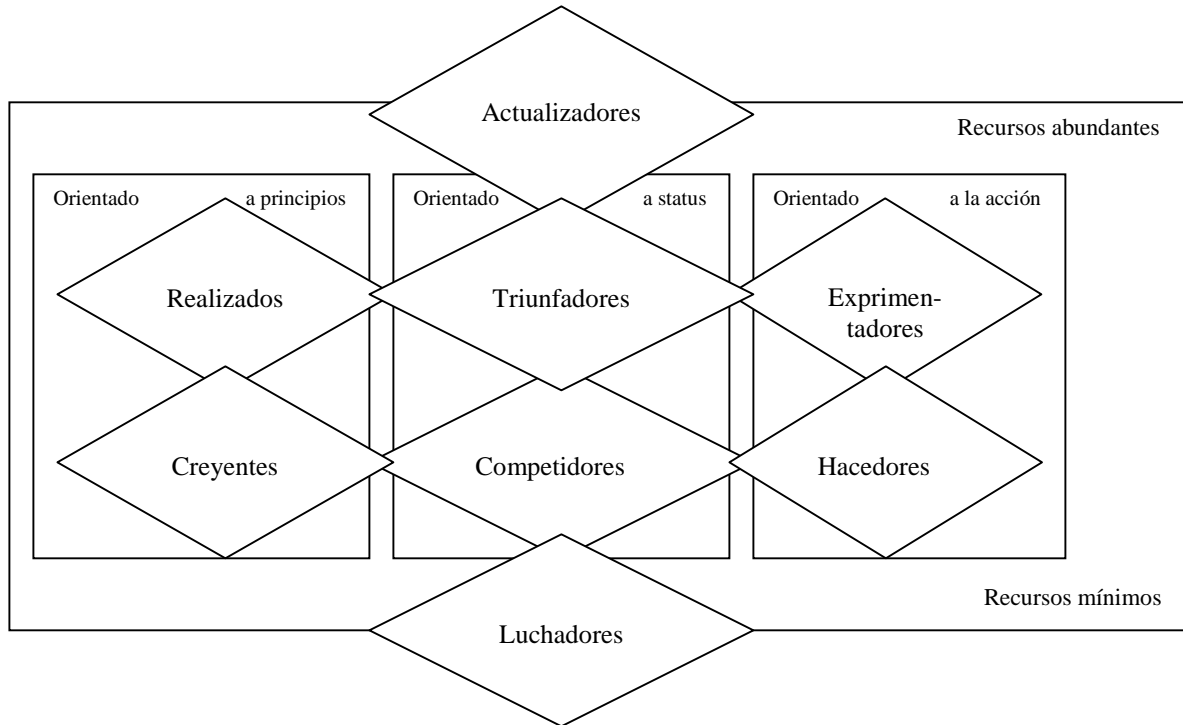 Actualizadores
Recursos abundantes
Orientado a principios
Orientado a status
Orientado a la acción
Realizados
Triunfadores
Exprimen-
tadores
Creyentes
Competidores
Hacedores
Recursos mínimos
Luchadores